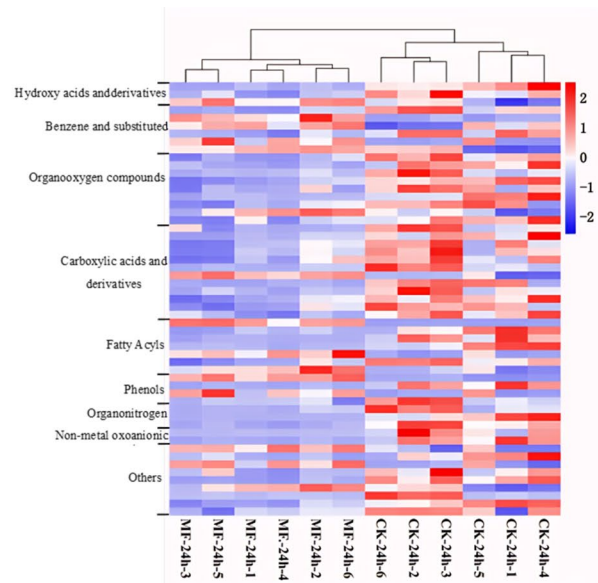 Hydroxy acids andderivatives
Benzene and substituted
Organooxygen compounds
Carboxylic acids and
derivatives
Fatty Acyls
Phenols
Organonitrogen
Non-metal oxoanionic
Others
2
1
0
−1
−2
MF-24h-3
MF-24h-5
MF-24h-1
MF-24h-4
MF-24h-2
MF-24h-6
CK-24h-6
CK-24h-2
CK-24h-3
CK-24h-5
CK-24h-1
CK-24h-4